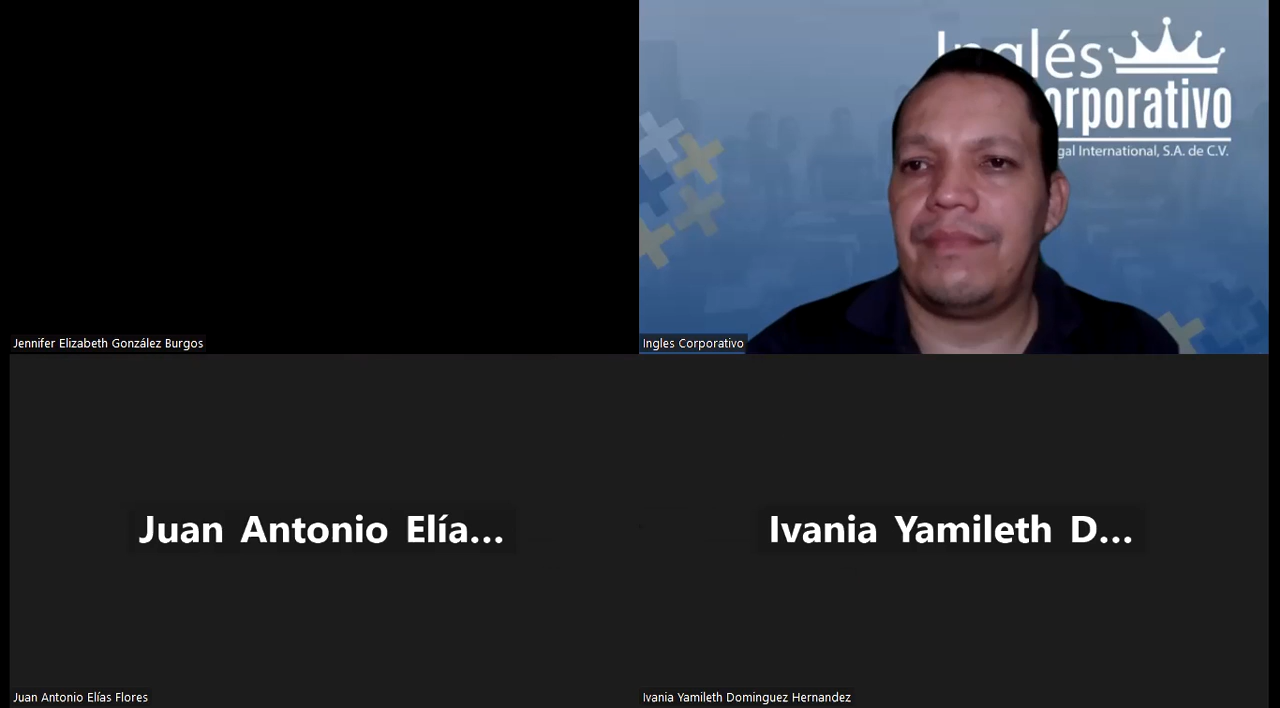 Inglés
orporativo
gal International, S.A. de C.V.
Jennifer Elizabeth González Burgos
Ingles Corporativo
Juan Antonio Elía...
Ivania Yamileth D...
Juan Antonio Elías Flores
Ivania Yamileth Dominguez Hernandez